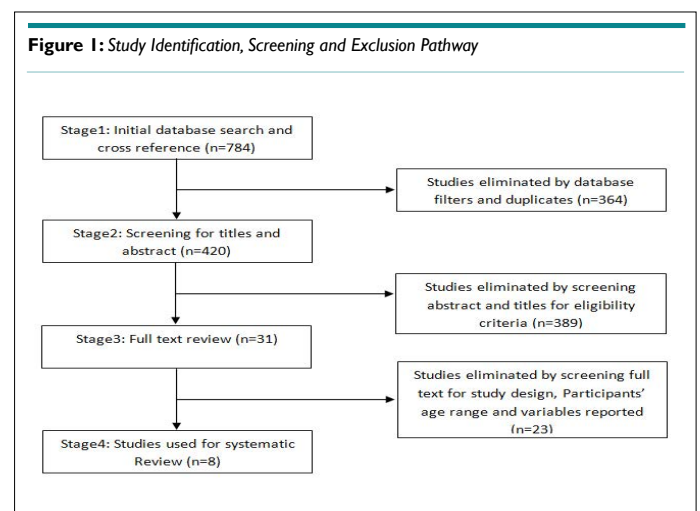 Figure 1: Study Identification, Screening and Exclusion Pathway
Stage1: Initial database search and
cross reference (n=784)
Studies eliminated by database
filters and duplicates (n=364)
Stage2: Screening for titles and
abstract (n=420)
Studies eliminated by screening
abstract and titles for eligibility
criteria (n=389)
Stage3: Full text review (n=31)
Studies eliminated by screening full
text for study design, Participants’
age range and variables reported
(n=23)
Stage4: Studies used for systematic
Review (n=8)